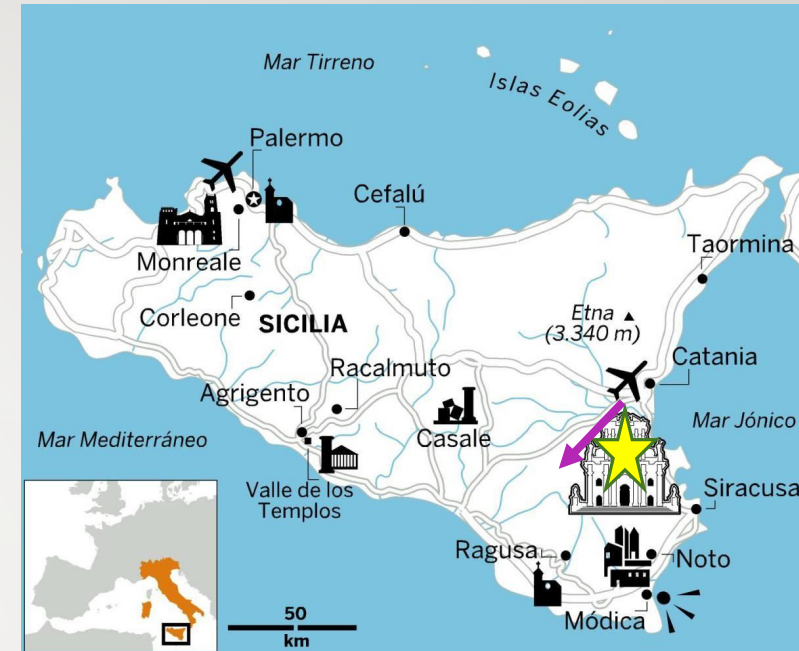 Mar Tirreno
Islas Eolias
Palermo
Cefalú
Monreale
Taormina
Corleone
SICILIA
Etna
(3.340 m)
Racalmuto
Catania
Agrigento
Mar Jónico
Mar Mediterráneo
Casale
Valle de los
Templos
Siracusa
Ragusa
Noto
Módica
50
km